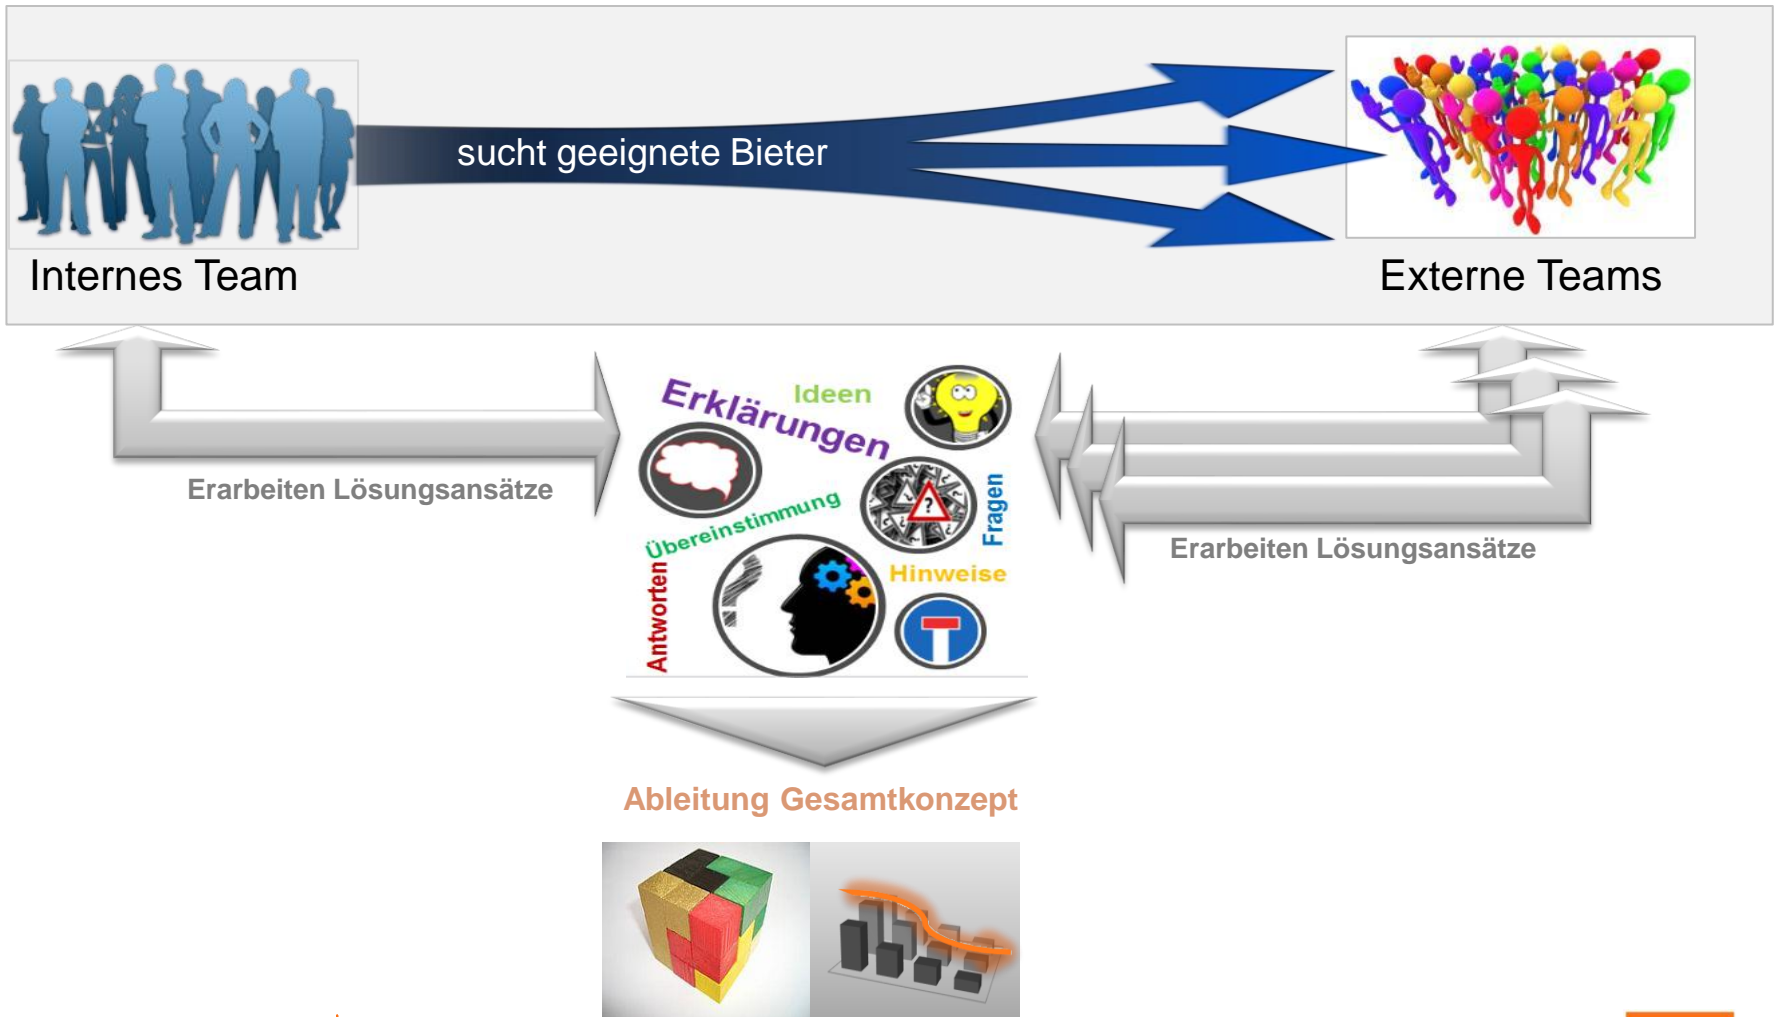 sucht geeignete Bieter
Internes Team
Externe Teams
Erarbeiten Lösungsansätze
Ideen
Erklärungen
Übereinstimmung
Fragen
Hinweise
Antworten
?
Erarbeiten Lösungsansätze
Ableitung Gesamtkonzept